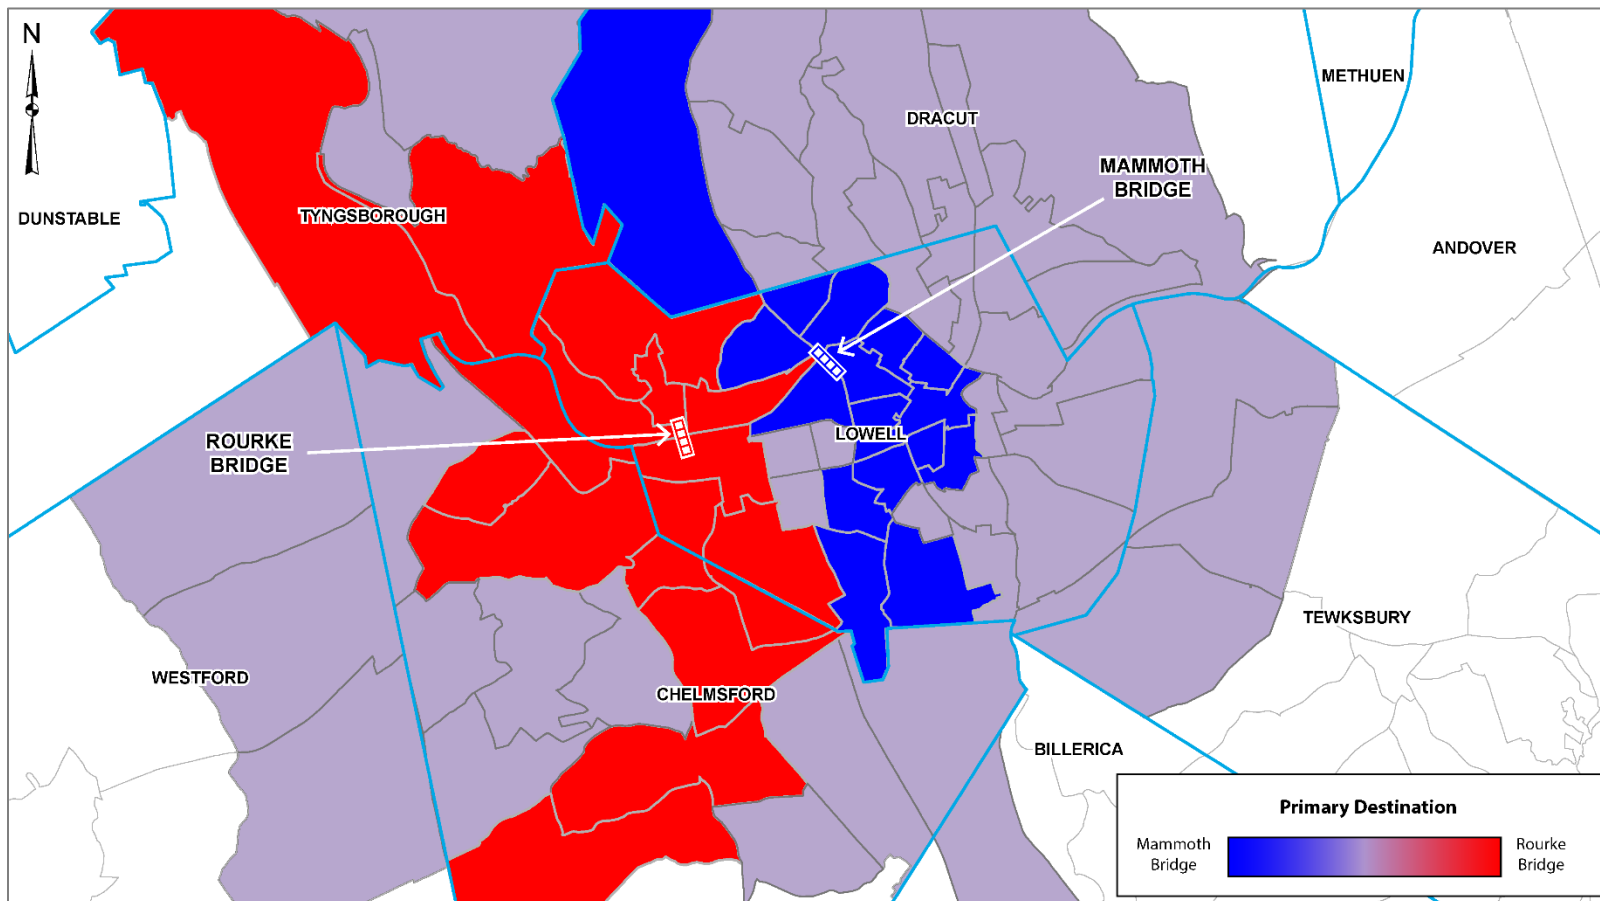 N
METHUEN
DRACUT
MAMMOTH
BRIDGE
DUNSTABLE
TYNGSBOROUGH
ANDOVER
ROURKE
BRIDGE
LOWELL
TEWKSBURY
WESTFORD
CHELMSFORD
BILLERICA
Primary Destination
Mammoth
Bridge
Rourke
Bridge